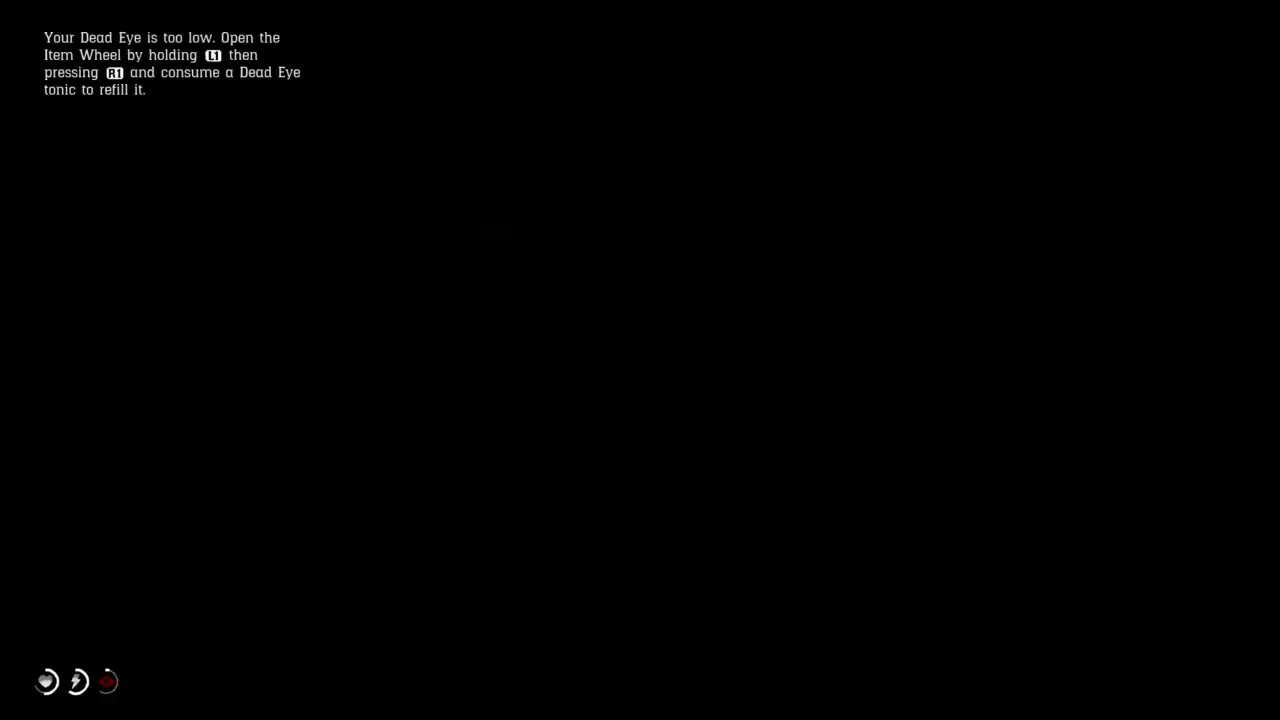 Your Dead Eye is too low. Open the
Item Wheel by holding L1 then
pressing R1 and consume a Dead Eye
tonic to refill it.